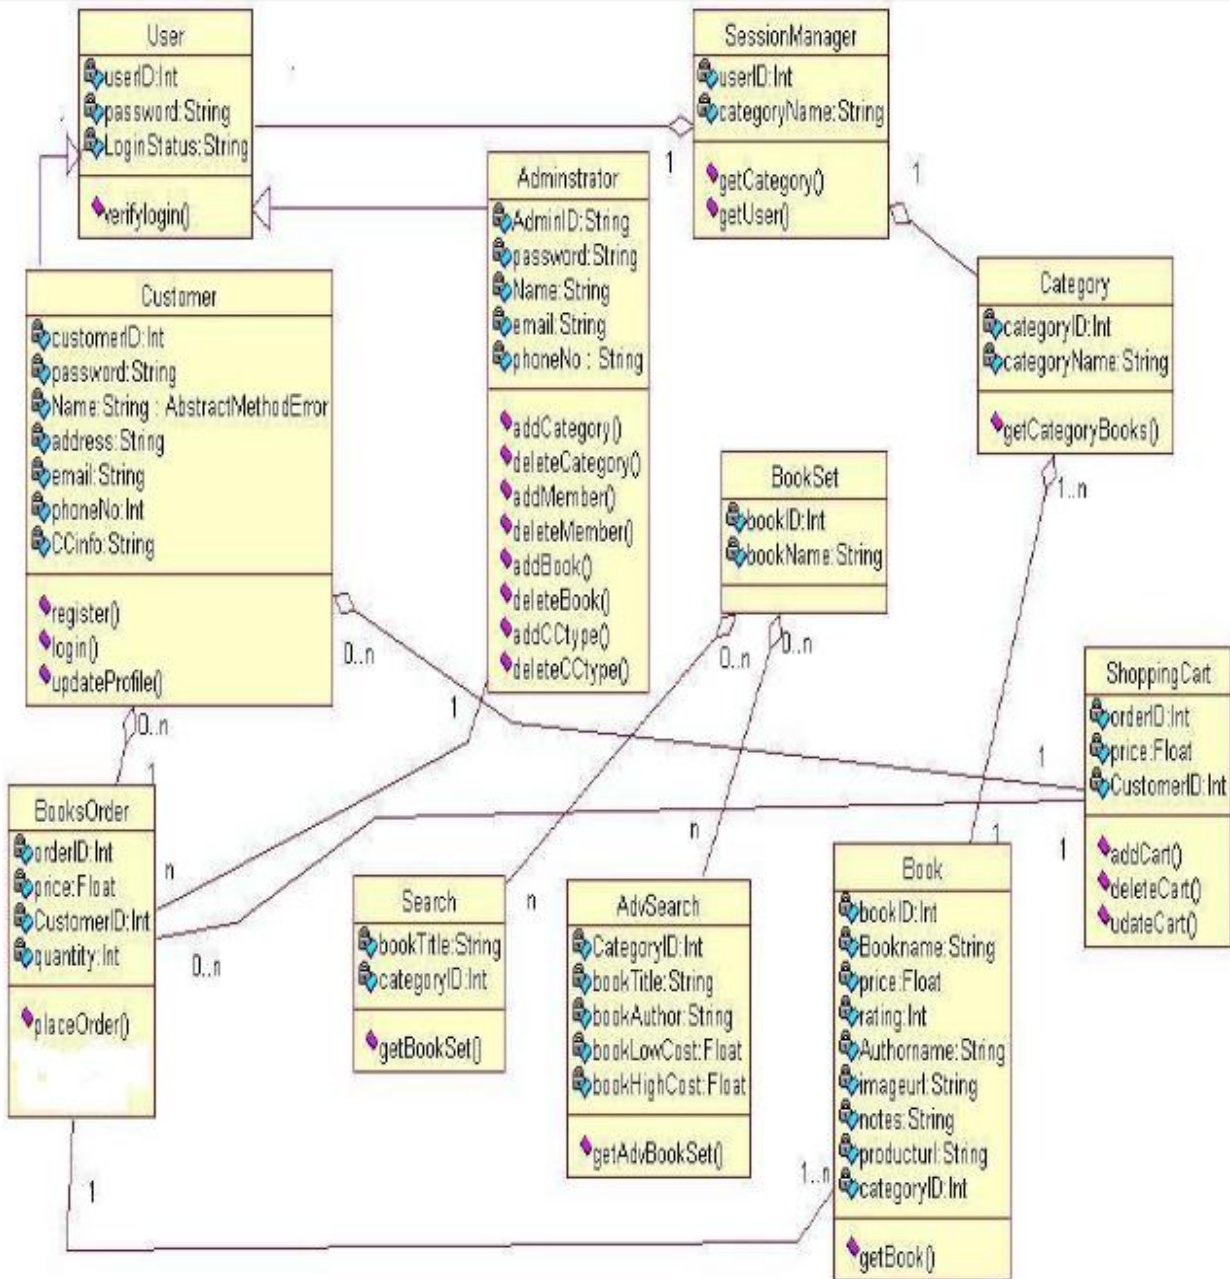 User
userID:Int
password:String
LoginStatus:String
verifylogin()
SessionManager
userID:Int
categoryName:String
getCategory()
getUser()
1
1
Adminstrator
AdminID:String
password:String
Name:String
email:String
phoneNo : String
addCategory()
deleteCategory()
addMember()
deleteMember()
addBook()
deleteBook()
addCCtype()
deleteCCtype()
1
Customer
customerID:Int
password:String
Name:String : AbstractMethodError
address:String
email:String
phoneNo:Int
CCinfo:String
register()
login()
updateProfile()
0..n
0..n
Category
categoryID:Int
categoryName:String
getCategoryBooks()
1..n
BookSet
bookID:Int
bookName:String
0..n
0..n
ShoppingCart
orderID:Int
price:Float
CustomerID:Int
addCart()
deleteCart()
udateCart()
1
1
BooksOrder
orderID:Int
price:Float
CustomerID:Int
quantity:Int
placeOrder()
1
n
0..n
1
Search
bookTitle:String
categoryID:Int
getBookSet()
n
AdvSearch
CategoryID:Int
bookTitle:String
bookAuthor:String
bookLowCost:Float
bookHighCost:Float
getAdvBookSet()
n
Book
bookID:Int
Bookname:String
price:Float
rating:Int
Authorname:String
imageurl:String
notes:String
producturl:String
categoryID:Int
getBook()
1
1..n